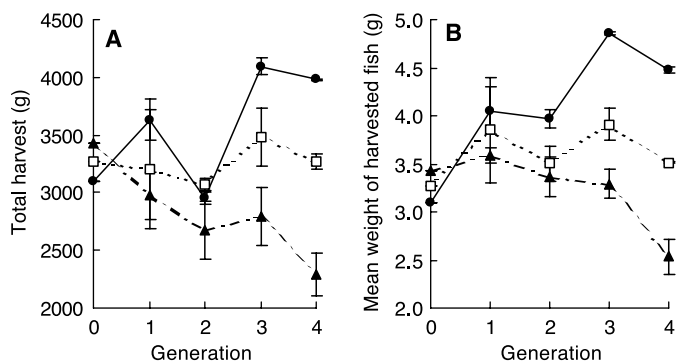 A
Total harvest (g)
4500
4000
3500
3000
2500
2000
0 1 2 3 4
Generation
B
Mean weight of harvested fish (g)
5.0
4.5
4.0
3.5
3.0
2.5
2.0
0 1 2 3 4
Generation